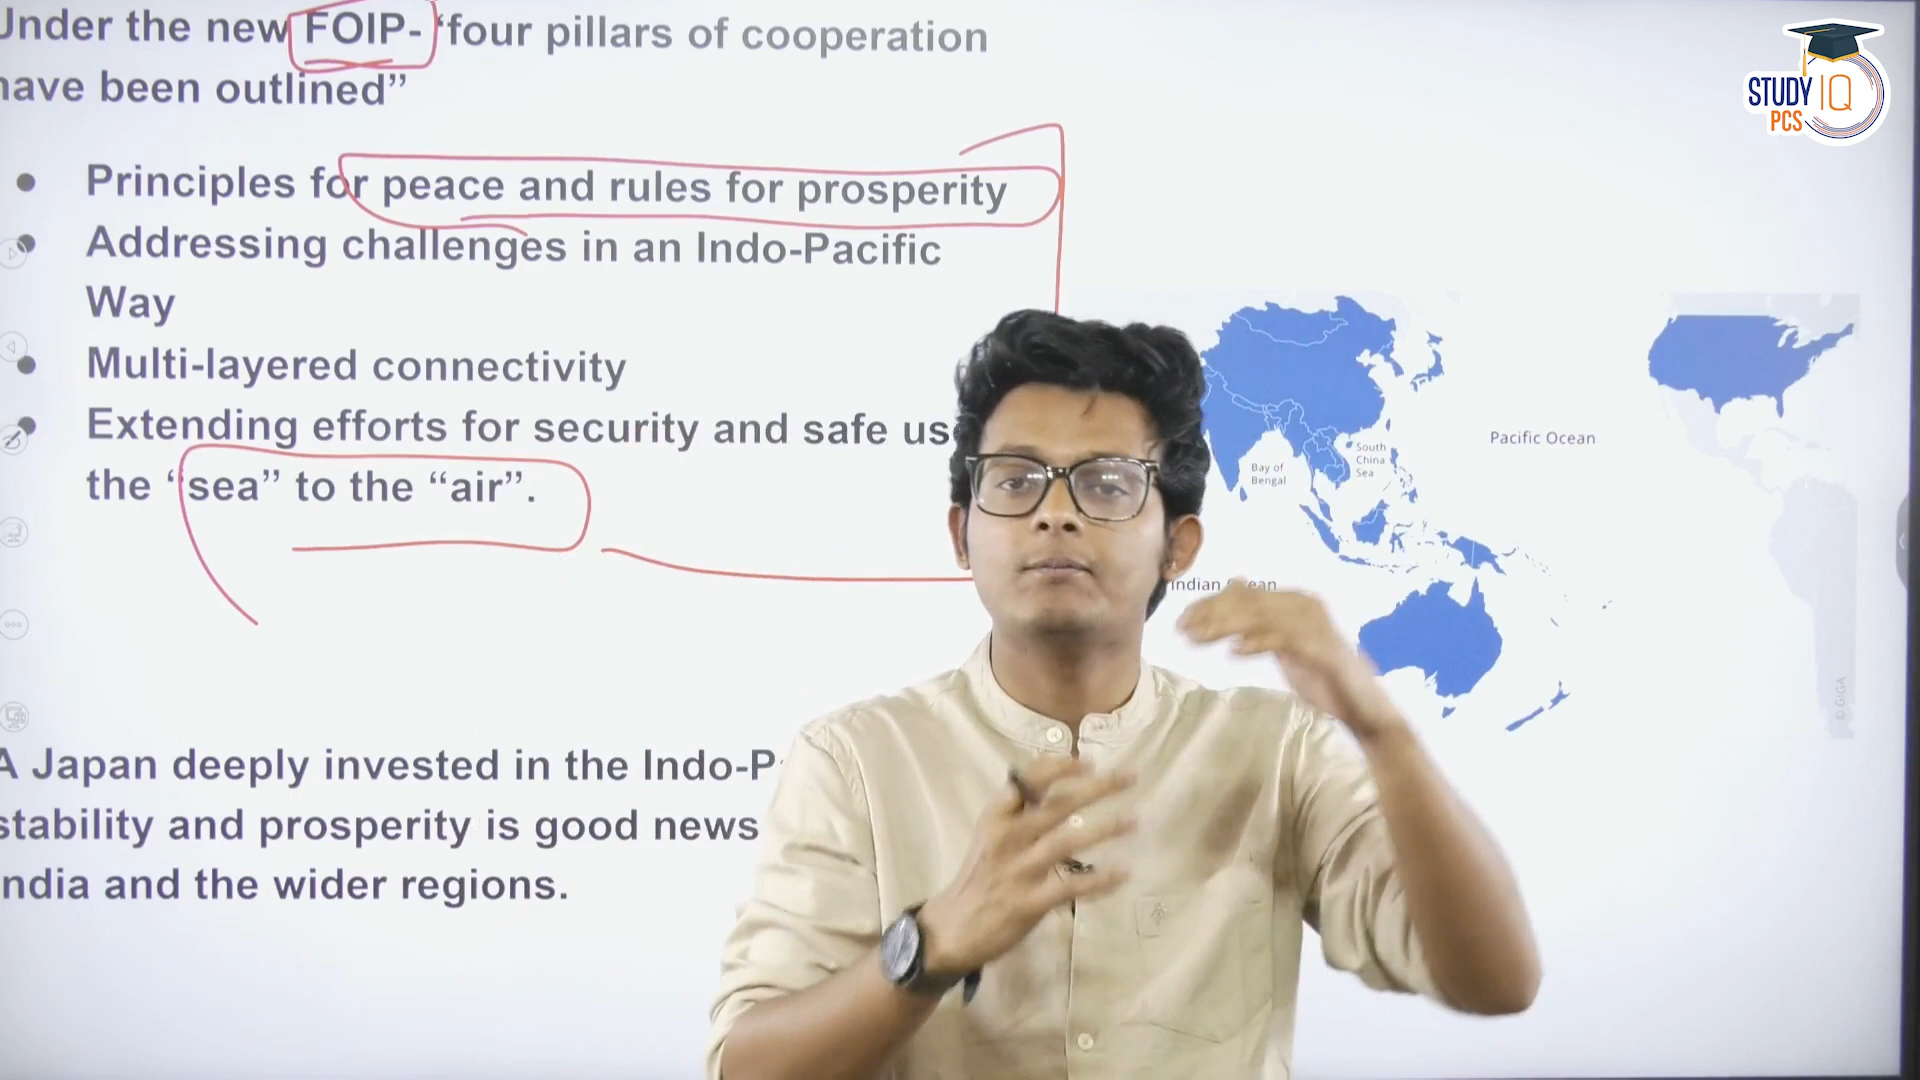 Under the new FOIP- “four pillars of cooperation
have been outlined”
Principles for peace and rules for prosperity
Addressing challenges in an Indo-Pacific
Way
Multi-layered connectivity
Extending efforts for security and safe us
the “sea” to the “air”.
A Japan deeply invested in the Indo-P
stability and prosperity is good news
India and the wider regions.
STUDY IQ
PCS
Pacific Ocean
South
China
Sea
Bay of
Bengal
Indian Ocean
© GIGA